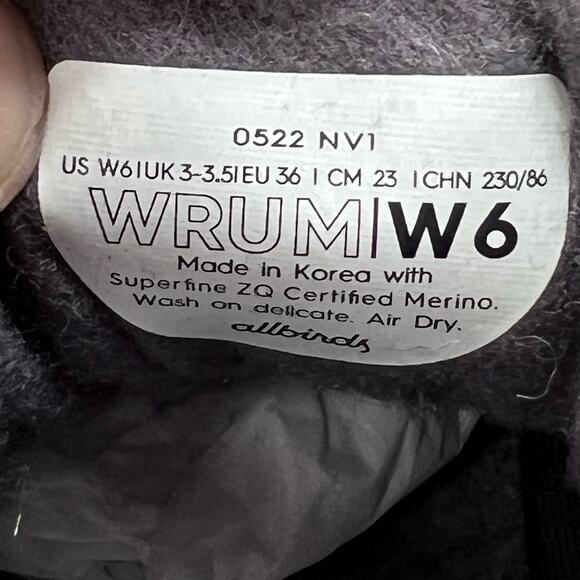 0522 NV1
US W6|UK 3-3.5|EU 36 | CM 23 | CHN 230/86
WRUM|W6
Made in Korea with
Superfine ZQ Certified Merino.
Wash on delicate. Air Dry.
allbirds